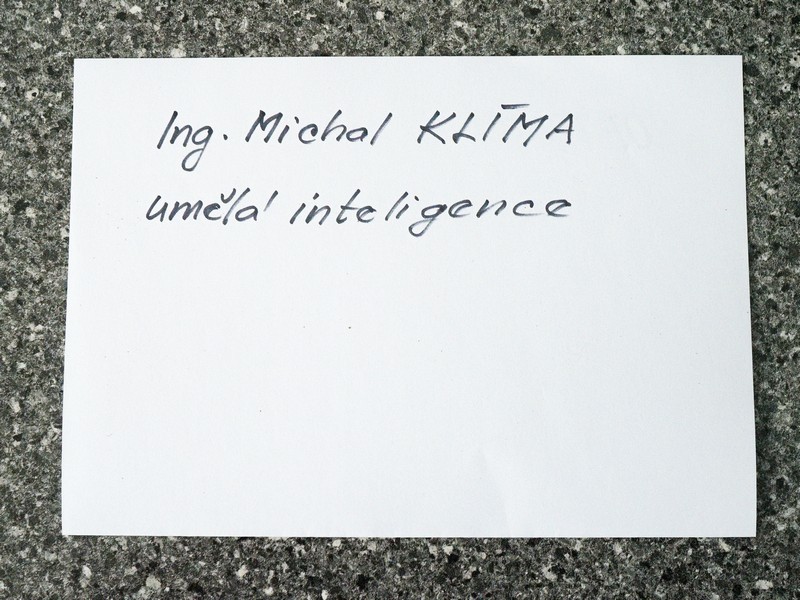 Ing. Michal KLÍMA
umělá inteligence